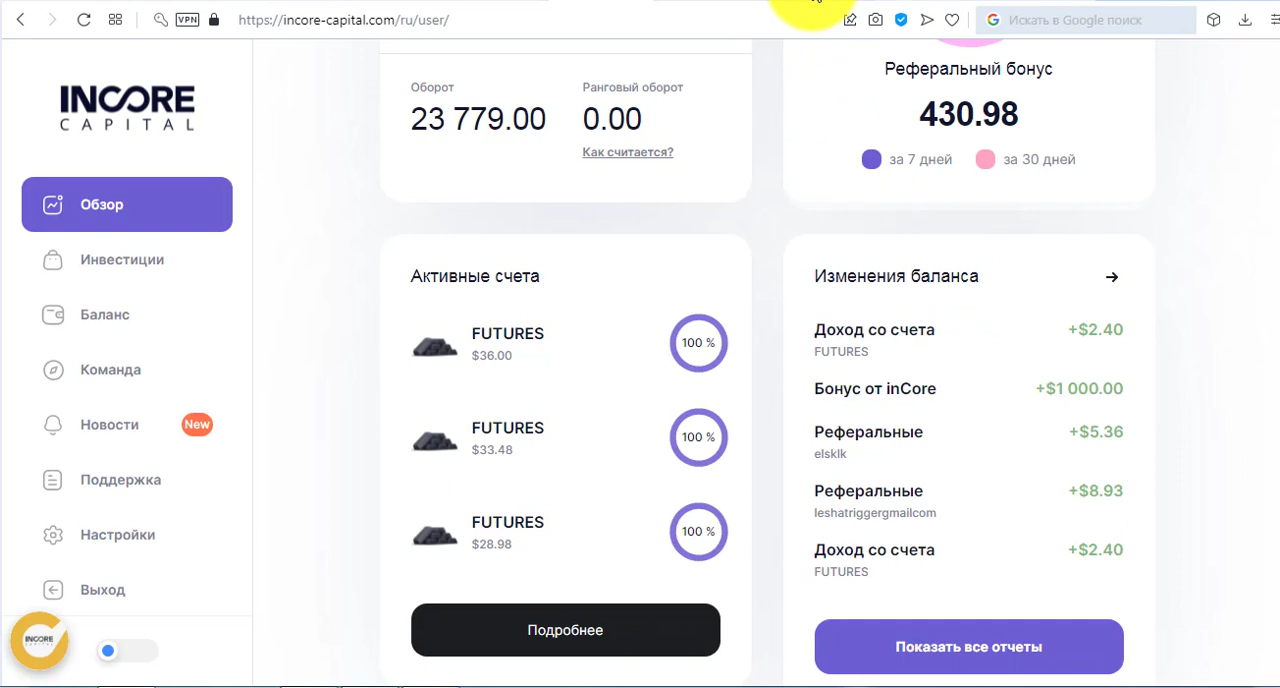 VPN
https://incore-capital.com/ru/user/
Искать в Google поиск
INCORE
CAPITAL
Обзор
Инвестиции
Баланс
Команда
Новости
New
Поддержка
Настройки
Выход
INCORE
CAPITAL
Оборот
23 779.00
Ранговый оборот
0.00
Как считается?
Реферальный бонус
430.98
за 7 дней
за 30 дней
Активные счета
FUTURES
$36.00
100 %
FUTURES
$33.48
100 %
FUTURES
$28.98
100 %
Подробнее
Изменения баланса
Доход со счета
+$2.40
FUTURES
Бонус от inCore
+$1 000.00
Реферальные
+$5.36
elsklk
Реферальные
+$8.93
leshatriggergmailcom
Доход со счета
+$2.40
FUTURES
Показать все отчеты